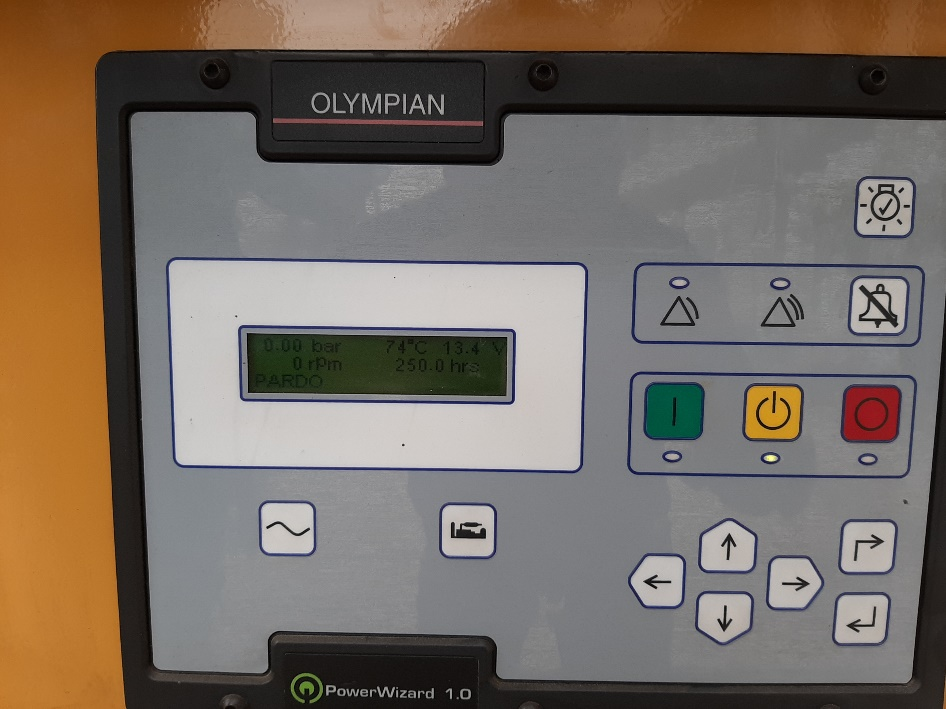 OLYMPIAN
0.00 bar 74°C 13.4 V
0 rpm 250.0 hrs
PARDO
PowerWizard 1.0